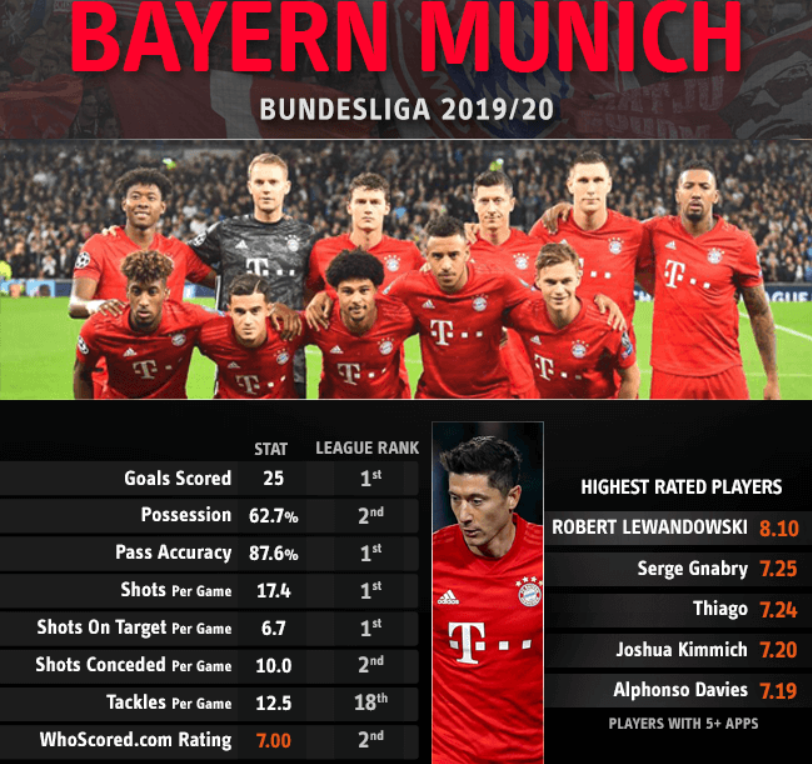 BAYERN MUNICH
BUNDESLIGA 2019/20
STAT LEAGUE RANK
Goals Scored 25 1st
Possession 62.7% 2nd
Pass Accuracy 87.6% 1st
Shots Per Game 17.4 1st
Shots On Target Per Game 6.7 1st
Shots Conceded Per Game 10.0 2nd
Tackles Per Game 12.5 18th
WhoScored.com Rating 7.00 2nd
adidas
T
HIGHEST RATED PLAYERS
ROBERT LEWANDOWSKI 8.10
Serge Gnabry 7.25
Thiago 7.24
Joshua Kimmich 7.20
Alphonso Davies 7.19
PLAYERS WITH 5+ APPS